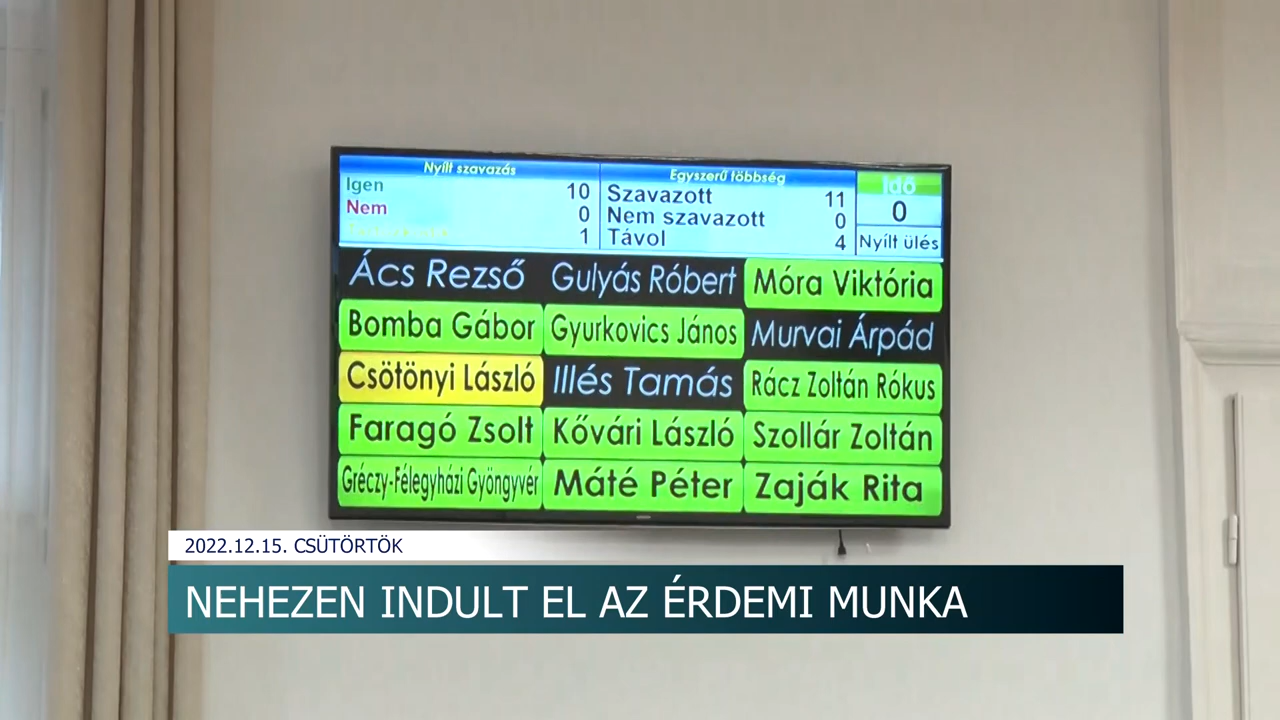 Nyílt szavazás
Igen 10
Nem 0
1
Egyszerű többség
Szavazott 11
Nem szavazott 0
Távol 4
Idő
0
Nyílt ülés
Ács Rezső Gulyás Róbert Móra Viktória
Bomba Gábor Gyurkovics János Murvai Árpád
Csötönyi László Illés Tamás Rácz Zoltán Rókus
Faragó Zsolt Kővári László Szollár Zoltán
Gréczy-Félegyházi Gyöngyvér Máté Péter Zaják Rita
2022.12.15. CSÜTÖRTÖK
NEHEZEN INDULT EL AZ ÉRDEMI MUNKA